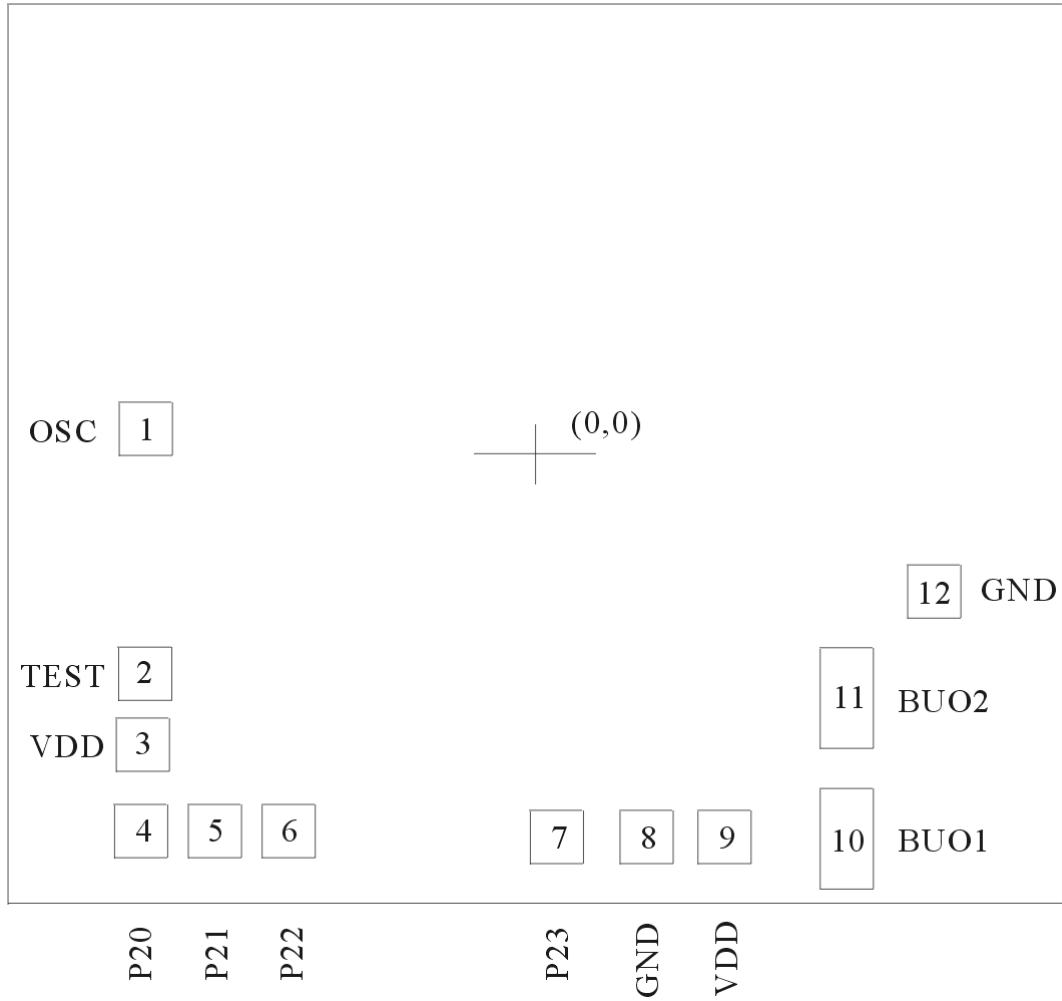 (0,0)
OSC 1
12 GND
TEST 2
11 BUO2
VDD 3
4 5 6 7 8 9 10 BUO1
P20 P21 P22 P23 GND VDD